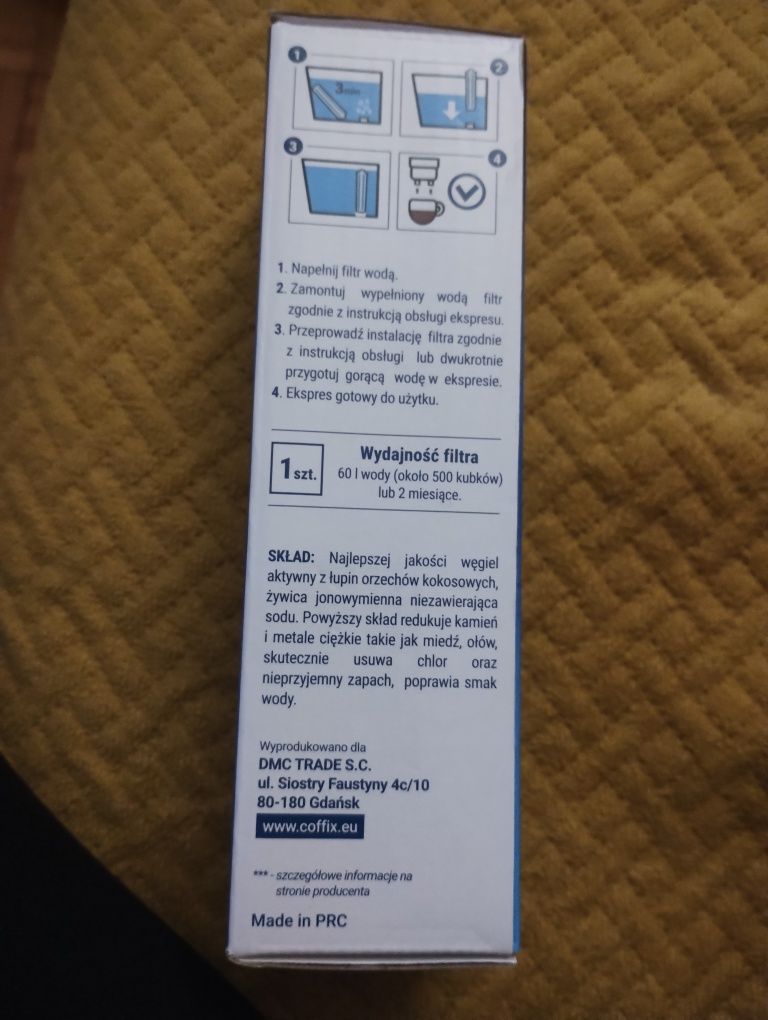 1
3min
2
3
4
1. Napełnij filtr wodą.
2. Zamontuj wypełniony wodą filtr
zgodnie z instrukcją obsługi ekspresu.
3. Przeprowadź instalację filtra zgodnie
z instrukcją obsługi lub dwukrotnie
przygotuj gorącą wodę w ekspresie.
4. Ekspres gotowy do użytku.
1 szt.
Wydajność filtra
60 l wody (około 500 kubków)
lub 2 miesiące.
SKŁAD: Najlepszej jakości węgiel
aktywny z łupin orzechów kokosowych,
żywica jonowymienna niezawierająca
sodu. Powyższy skład redukuje kamień
i metale ciężkie takie jak miedź, ołów,
skutecznie usuwa chlor oraz
nieprzyjemny zapach, poprawia smak
wody.
Wyprodukowano dla
DMC TRADE S.C.
ul. Siostry Faustyny 4c/10
80-180 Gdańsk
www.coffix.eu
*** - szczegółowe informacje na
stronie producenta
Made in PRC